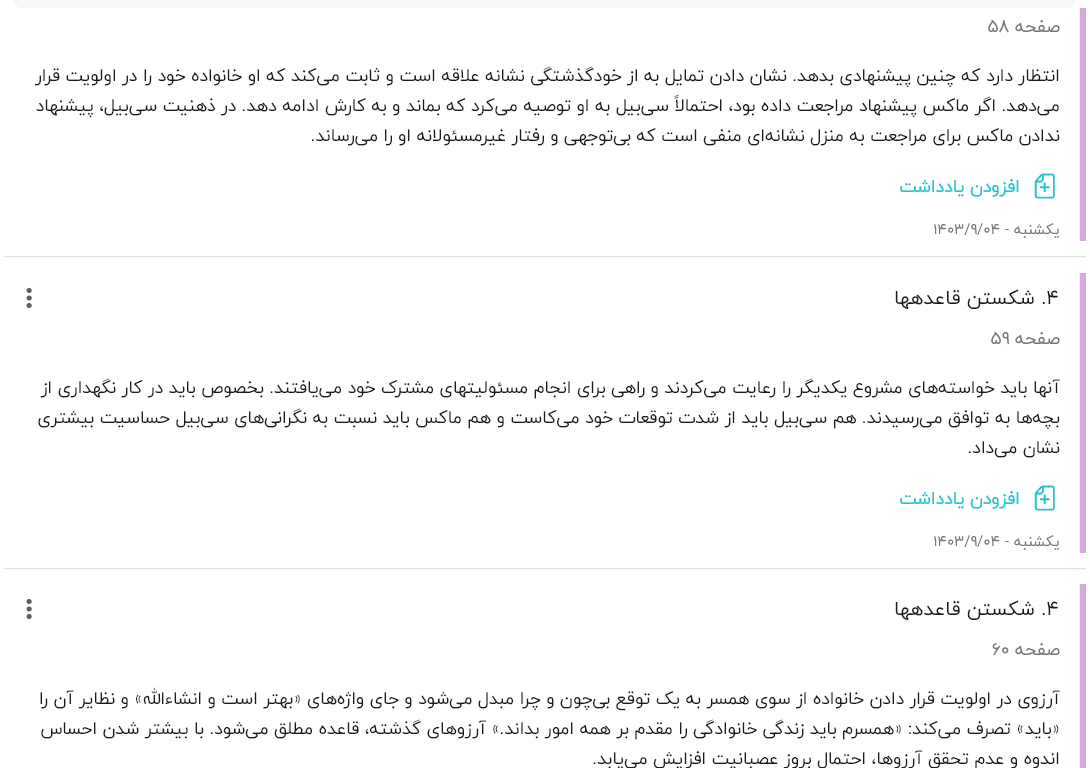 صفحه ۵۸
انتظار دارد که چنین پیشنهادی بدهد. نشان دادن تمایل به از خودگذشتگی نشانه علاقه است و ثابت می‌کند که او خانواده خود را در اولویت قرار
می‌دهد. اگر ماکس پیشنهاد مراجعت داده بود، احتمالاً سی‌بیل به او توصیه می‌کرد که بماند و به کارش ادامه دهد. در ذهنیت سی‌بیل، پیشنهاد
ندادن ماکس برای مراجعت به منزل نشانه‌ای منفی است که بی‌توجهی و رفتار غیرمسئولانه او را می‌رساند.
افزودن یادداشت
یکشنبه - ۱۴۰۳/۹/۰۴
۴. شکستن قاعدهها
صفحه ۵۹
آنها باید خواسته‌های مشروع یکدیگر را رعایت می‌کردند و راهی برای انجام مسئولیتهای مشترک خود می‌یافتند. بخصوص باید در کار نگهداری از
بچه‌ها به توافق می‌رسیدند. هم سی‌بیل باید از شدت توقعات خود می‌کاست و هم ماکس باید نسبت به نگرانی‌های سی‌بیل حساسیت بیشتری
نشان می‌داد.
افزودن یادداشت
یکشنبه - ۱۴۰۳/۹/۰۴
۴. شکستن قاعدهها
صفحه ۶۰
آرزوی در اولویت قرار دادن خانواده از سوی همسر به یک توقع بی‌چون و چرا مبدل می‌شود و جای واژه‌های «بهتر است و انشاءالله» و نظایر آن را
«باید» تصرف می‌کند: «همسرم باید زندگی خانوادگی را مقدم بر همه امور بداند.» آرزوهای گذشته، قاعده مطلق می‌شود. با بیشتر شدن احساس
اندوه و عدم تحقق آرزوها، احتمال بروز عصبانیت افزایش می‌یابد.